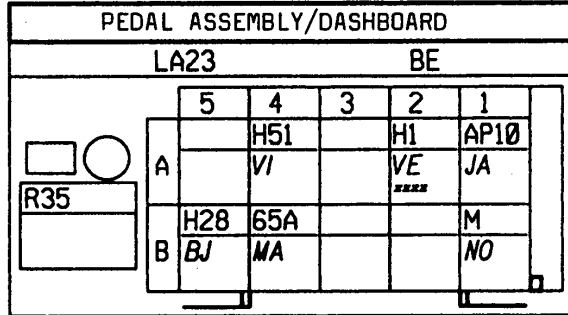 PEDAL ASSEMBLY/DASHBOARD
LA23 BE
5 4 3 2 1
H51 H1 AP10
A VI VE JA
xxxx
R35
H28 65A M
B BJ MA NO